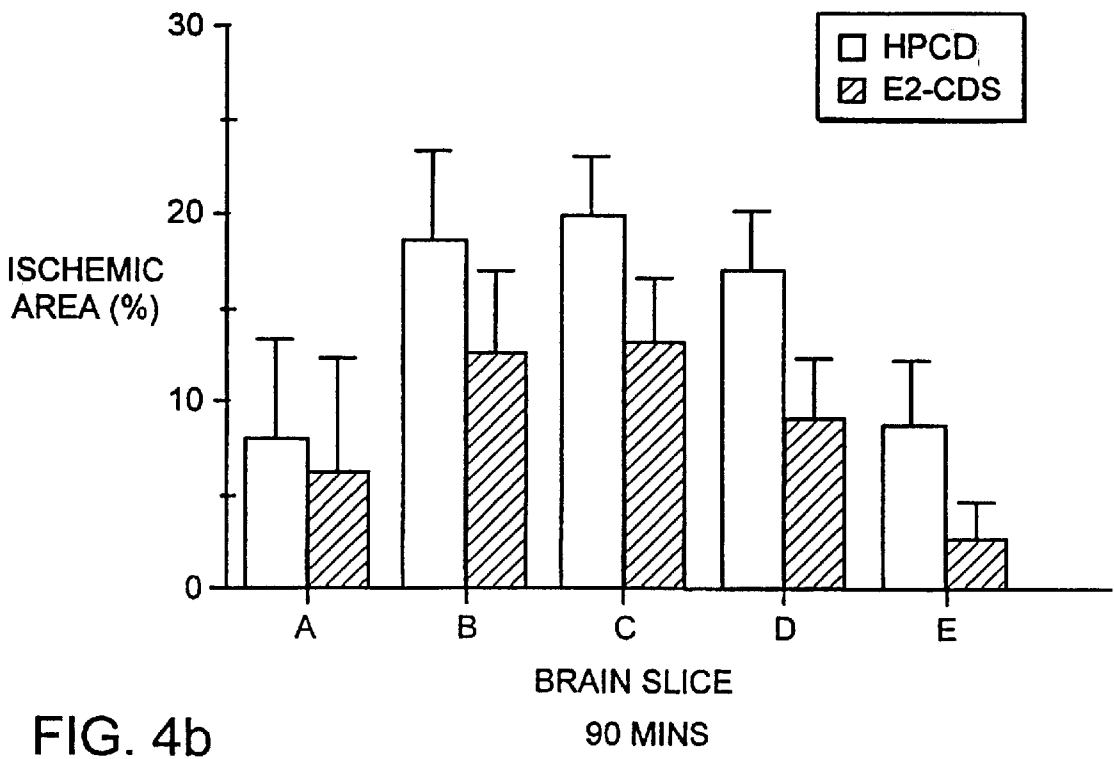 30
20
10
0
ISCHEMIC
AREA (%)
HPCD
E2-CDS
A B C D E
BRAIN SLICE
90 MINS
FIG. 4b